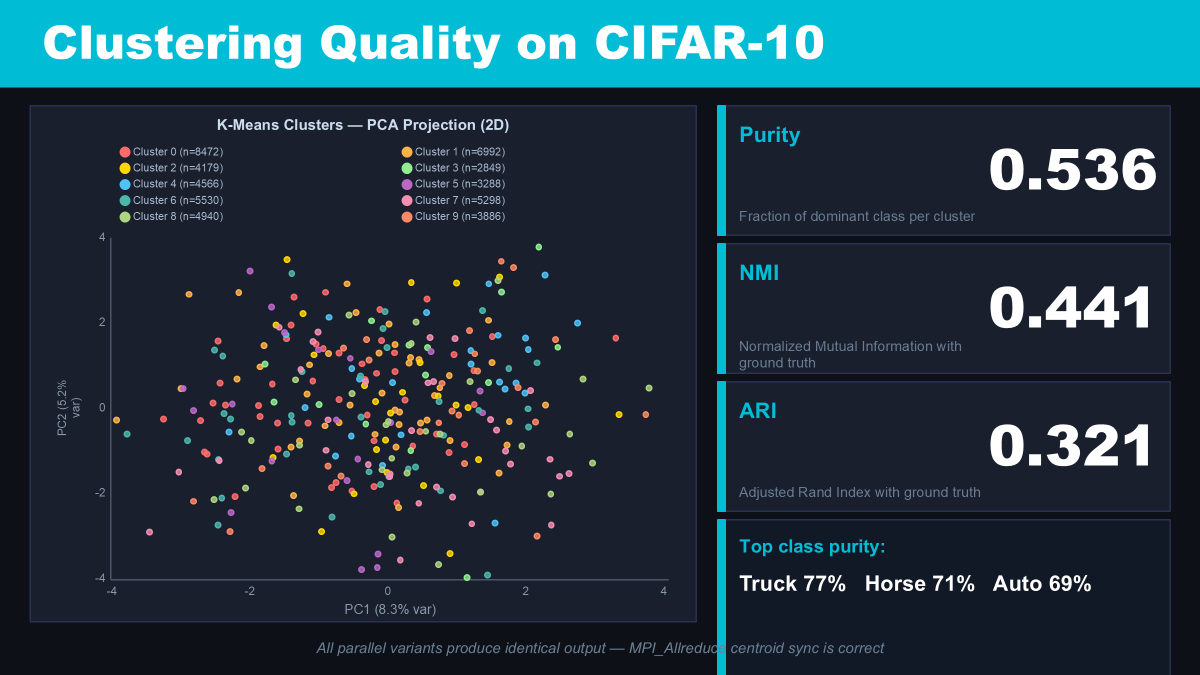 Clustering Quality on CIFAR-10
K-Means Clusters — PCA Projection (2D)
Cluster 0 (n=8472)
Cluster 1 (n=6992)
Cluster 2 (n=4179)
Cluster 3 (n=2849)
Cluster 4 (n=4566)
Cluster 5 (n=3288)
Cluster 6 (n=5530)
Cluster 7 (n=5298)
Cluster 8 (n=4940)
Cluster 9 (n=3886)
4
2
0
-2
-4
PC2 (5.2%
var)
-4
-2
0
2
4
PC1 (8.3% var)
Purity
0.536
Fraction of dominant class per cluster
NMI
0.441
Normalized Mutual Information with
ground truth
ARI
0.321
Adjusted Rand Index with ground truth
Top class purity:
Truck 77% Horse 71% Auto 69%
All parallel variants produce identical output — MPI_Allreduce centroid sync is correct